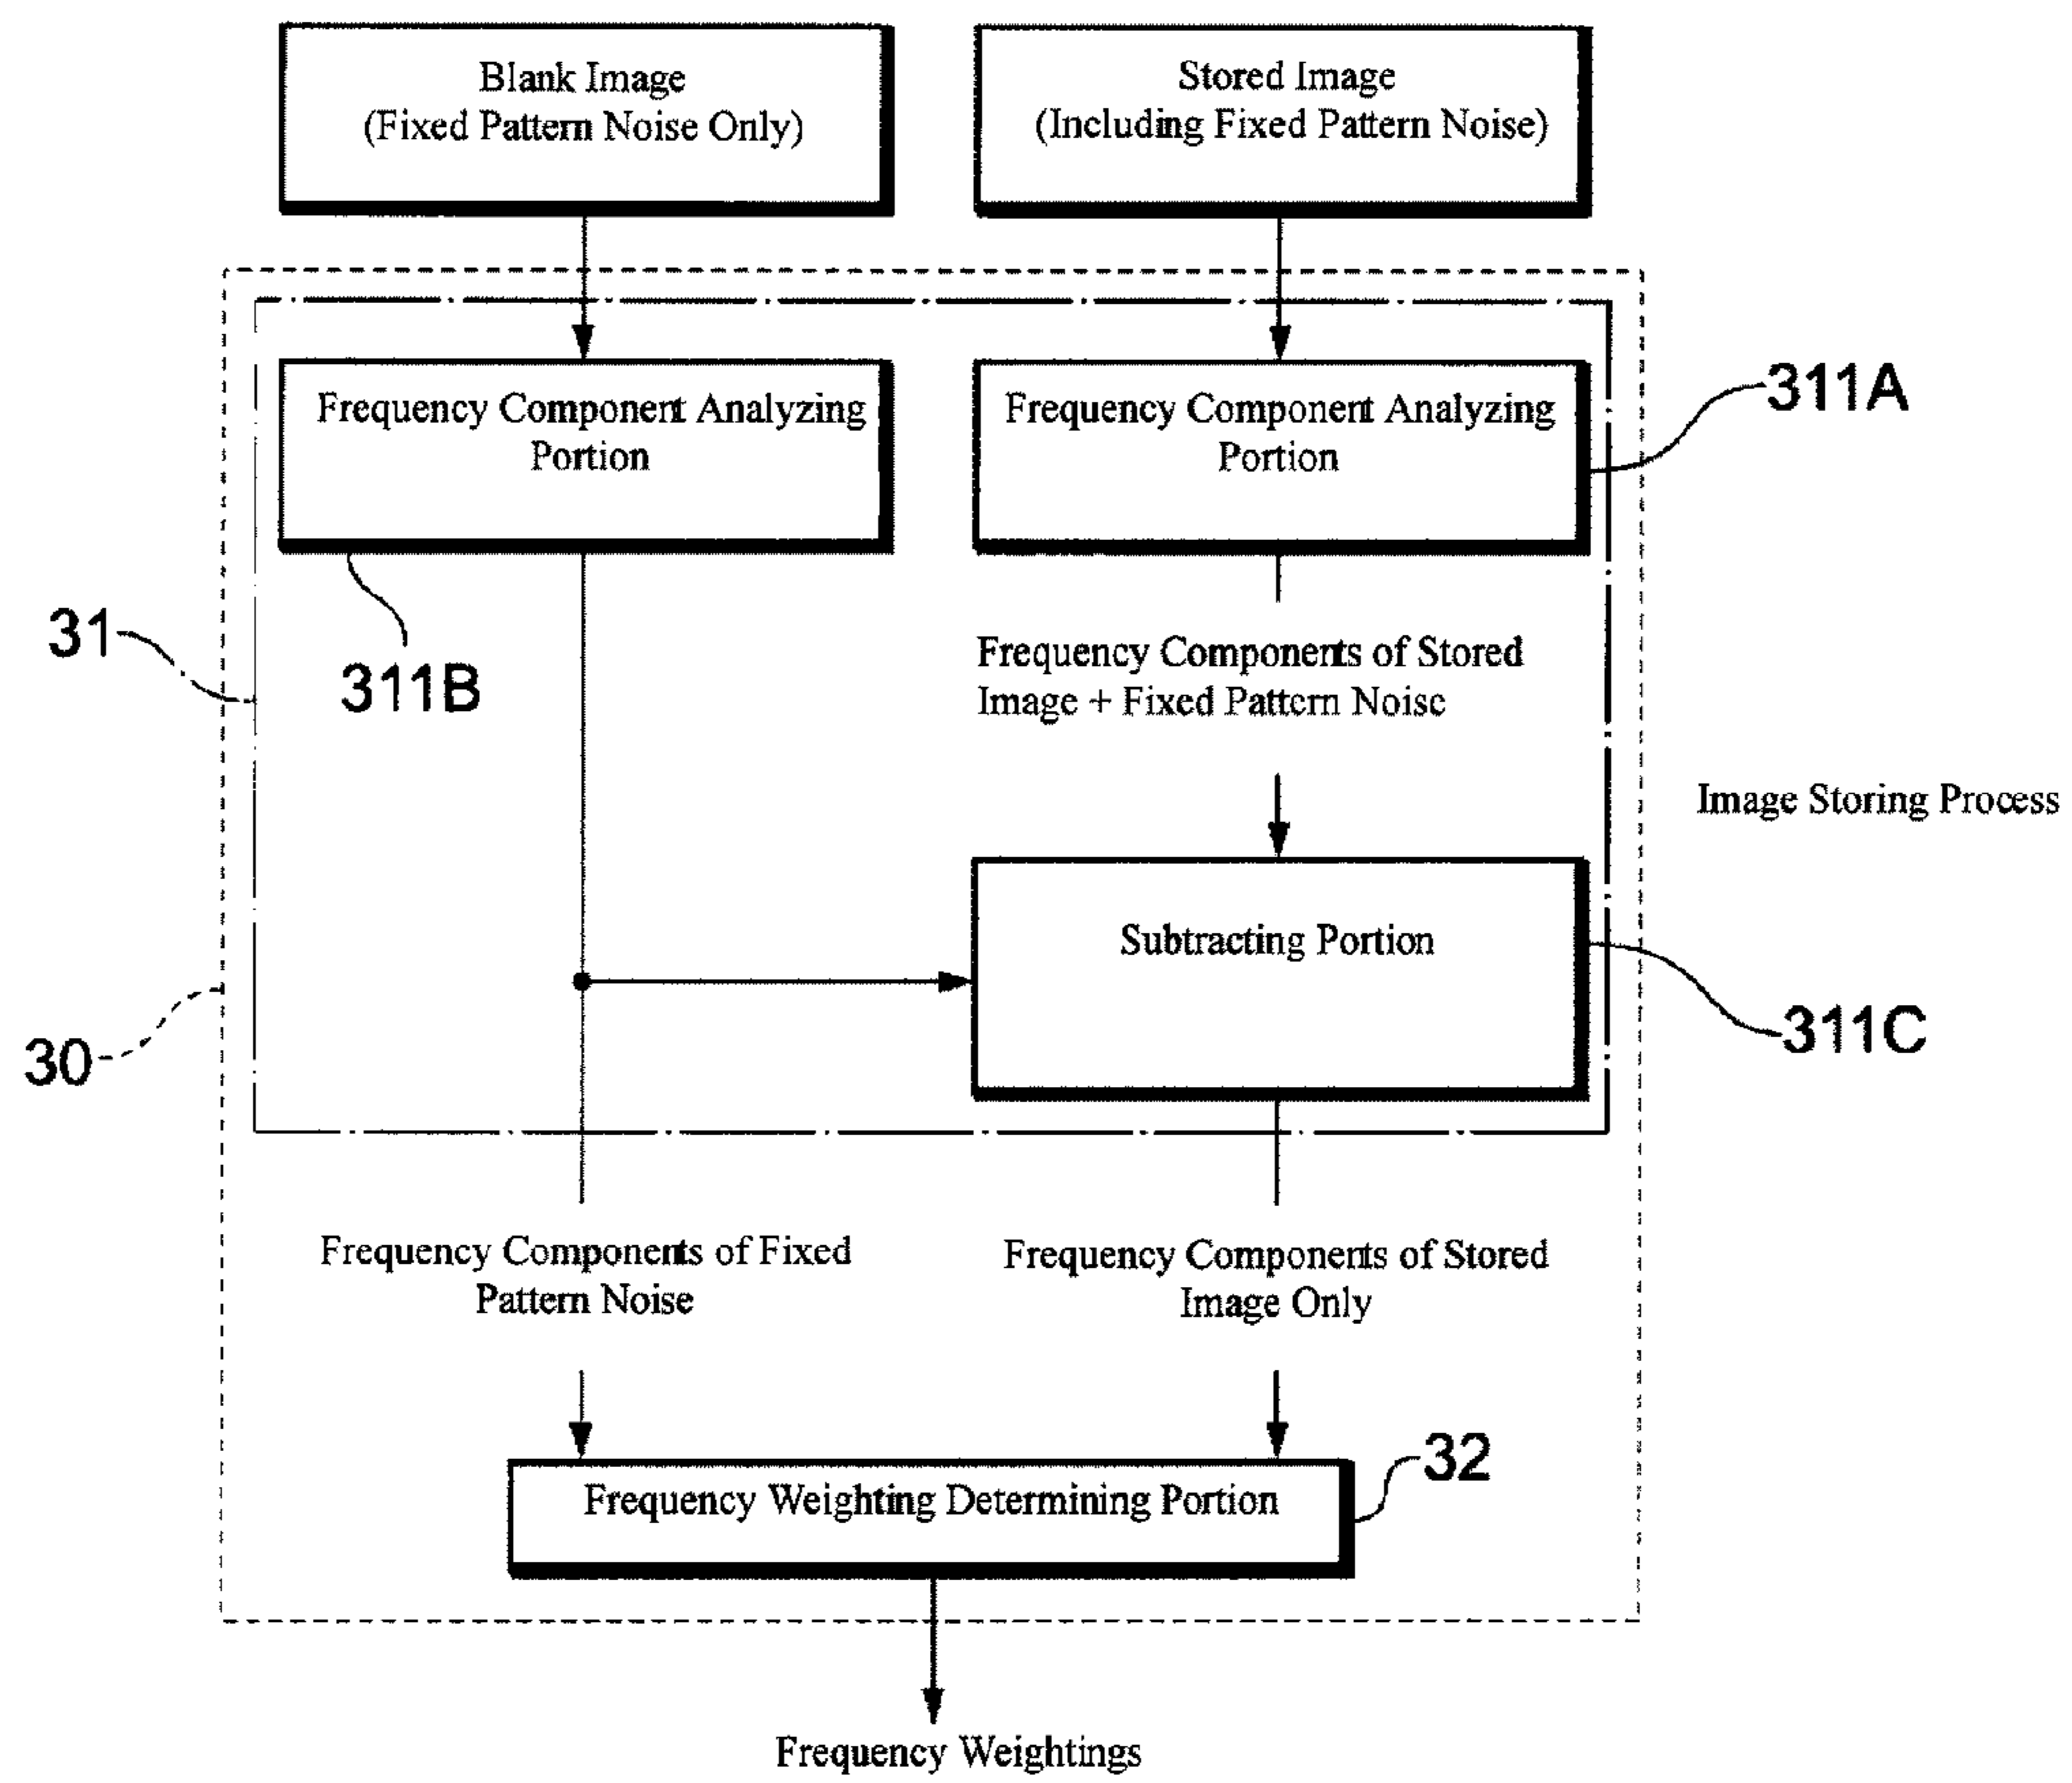 Blank Image
(Fixed Pattern Noise Only)
Stored Image
(Including Fixed Pattern Noise)
Frequency Component Analyzing
Portion
Frequency Component Analyzing
Portion
311A
31
311B
Frequency Components of Stored
Image + Fixed Pattern Noise
Image Storing Process
Subtracting Portion
30
311C
Frequency Components of Fixed
Pattern Noise
Frequency Components of Stored
Image Only
32
Frequency Weighting Determining Portion
Frequency Weightings